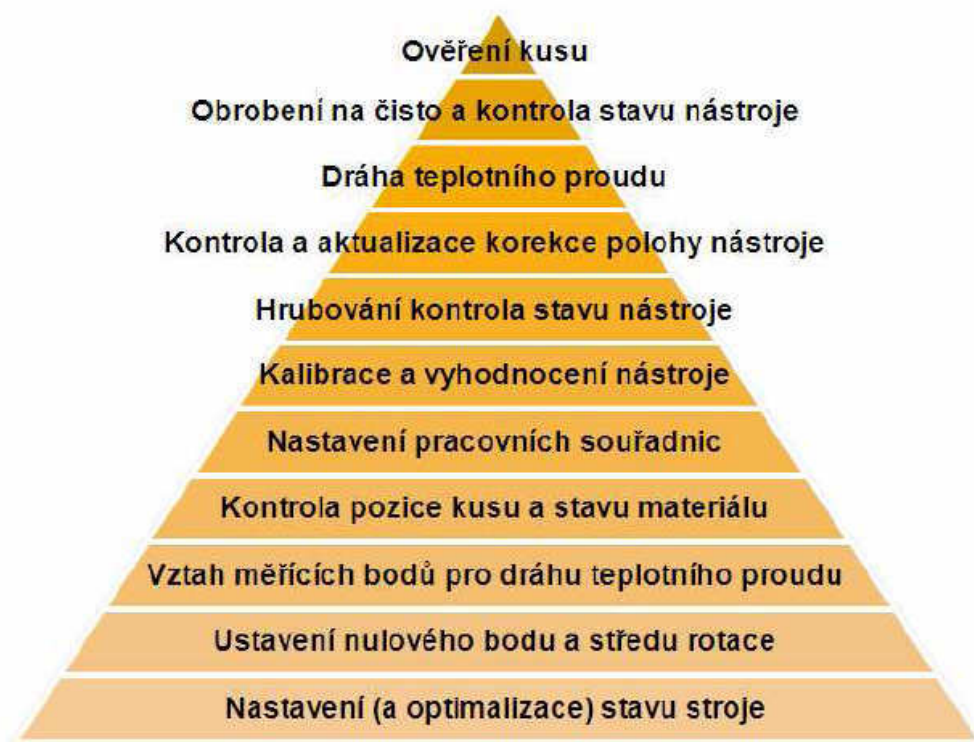 Ověření kusu
Obrobení na čisto a kontrola stavu nástroje
Dráha teplotního proudu
Kontrola a aktualizace korekce polohy nástroje
Hrubování kontrola stavu nástroje
Kalibrace a vyhodnocení nástroje
Nastavení pracovních souřadnic
Kontrola pozice kusu a stavu materiálu
Vztah měřících bodů pro dráhu teplotního proudu
Ustavení nulového bodu a středu rotace
Nastavení (a optimalizace) stavu stroje